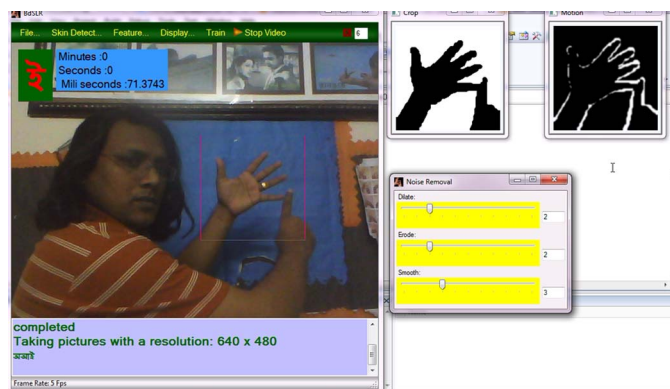 BdSLR
File... Skin Detect... Feature... Display... Train Stop Video 6
ই
Minutes :0
Seconds :0
Mili seconds :71.3743
completed
Taking pictures with a resolution: 640 x 480
অআই
Frame Rate: 5 Fps
Crop
Motion
Noise Removal
Dilate:
2
Erode:
2
Smooth:
3